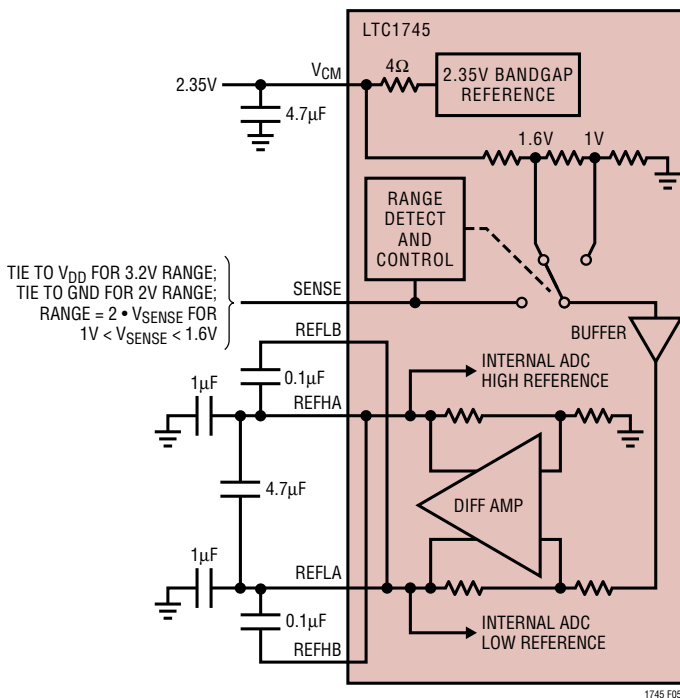 LTC1745
2.35V
VCM
4Ω
2.35V BANDGAP
REFERENCE
4.7µF
1.6V
1V
RANGE
DETECT
AND
CONTROL
TIE TO VDD FOR 3.2V RANGE;
TIE TO GND FOR 2V RANGE;
RANGE = 2 • VSENSE FOR
1V < VSENSE < 1.6V
SENSE
REFLB
BUFFER
INTERNAL ADC
HIGH REFERENCE
1µF
0.1µF
REFHA
4.7µF
DIFF AMP
1µF
REFLA
0.1µF
INTERNAL ADC
LOW REFERENCE
REFHB
1745 F05